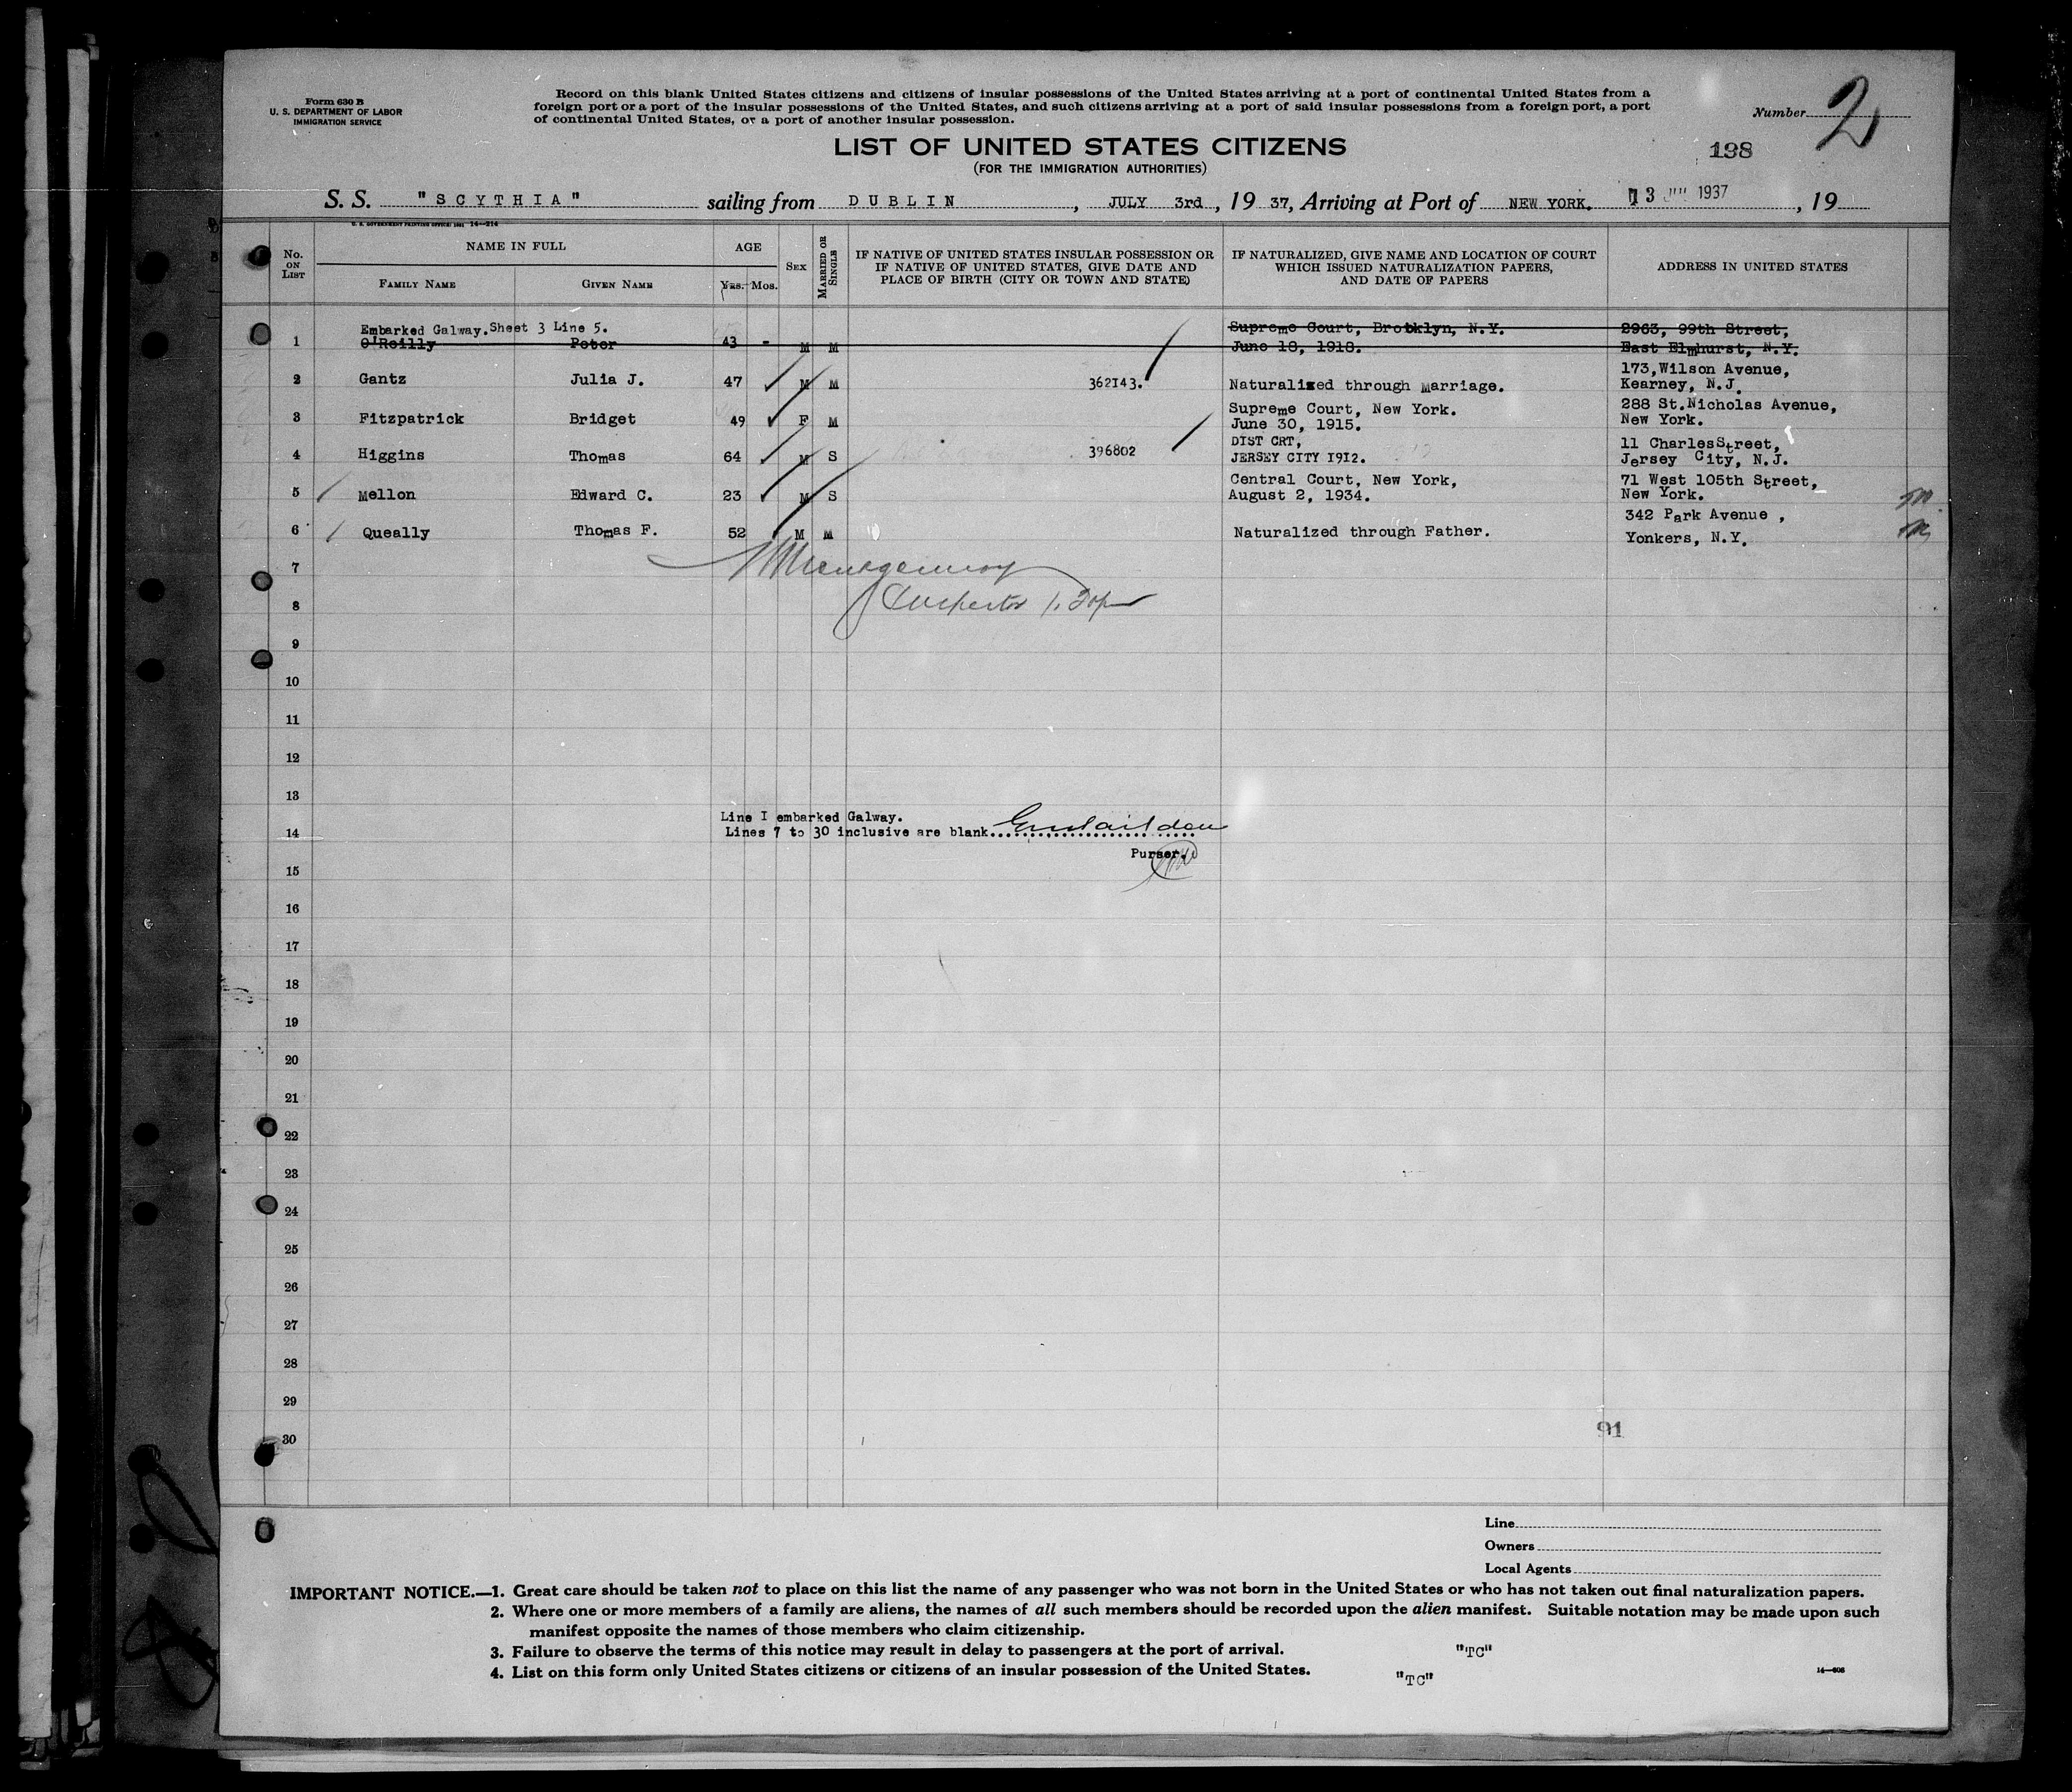 Form 630 B
U. S. DEPARTMENT OF LABOR
IMMIGRATION SERVICE
Record on this blank United States citizens and citizens of insular possessions of the United States arriving at a port of continental United States from a
foreign port or a port of the insular possessions of the United States, and such citizens arriving at a port of said insular possessions from a foreign port, a port
of continental United States, or a port of another insular possession.
Number 2
LIST OF UNITED STATES CITIZENS
138
(FOR THE IMMIGRATION AUTHORITIES)
S. S. "SCYTHIA" sailing from DUBLIN, JULY 3rd, 19 37, Arriving at Port of NEW YORK. 13 1937, 19
U. S. GOVERNMENT PRINTING OFFICE: 1931 14—214
No. ON LIST
NAME IN FULL
FAMILY NAME GIVEN NAME
AGE
Yrs. Mos.
SEX
MARRIED OR SINGLE
IF NATIVE OF UNITED STATES INSULAR POSSESSION OR
IF NATIVE OF UNITED STATES, GIVE DATE AND
PLACE OF BIRTH (CITY OR TOWN AND STATE)
IF NATURALIZED, GIVE NAME AND LOCATION OF COURT
WHICH ISSUED NATURALIZATION PAPERS,
AND DATE OF PAPERS
ADDRESS IN UNITED STATES
Embarked Galway. Sheet 3 Line 5. Supreme Court, Brooklyn, N.Y. 2963, 99th Street,
1 O'Reilly Peter 43 - M M June 18, 1918. East Elmhurst, N.Y.
173,Wilson Avenue,
2 Gantz Julia J. 47 M M 362143. Naturalized through Marriage. Kearney, N.J.
Supreme Court, New York. 288 St.Nicholas Avenue,
3 Fitzpatrick Bridget 49 F M June 30, 1915. New York.
DIST CRT, 11 CharlesStreet,
4 Higgins Thomas 64 M S 396802 JERSEY CITY 1912. Jersey City, N.J.
Central Court, New York, 71 West 105th Street,
5 Mellon Edward C. 23 M S August 2, 1934. New York.
342 Park Avenue ,
6 Queally Thomas F. 52 M M Naturalized through Father. Yonkers, N.Y.
7
8 Inspector
9
10
11
12
13
Line I embarked Galway.
14 Lines 7 to 30 inclusive are blank
Purser.
15
16
17
18
19
20
21
22
23
24
25
26
27
28
29
91
30
Line
Owners
Local Agents
IMPORTANT NOTICE.—1. Great care should be taken not to place on this list the name of any passenger who was not born in the United States or who has not taken out final naturalization papers.
2. Where one or more members of a family are aliens, the names of all such members should be recorded upon the alien manifest. Suitable notation may be made upon such
manifest opposite the names of those members who claim citizenship.
3. Failure to observe the terms of this notice may result in delay to passengers at the port of arrival. "TC"
4. List on this form only United States citizens or citizens of an insular possession of the United States. "TC"